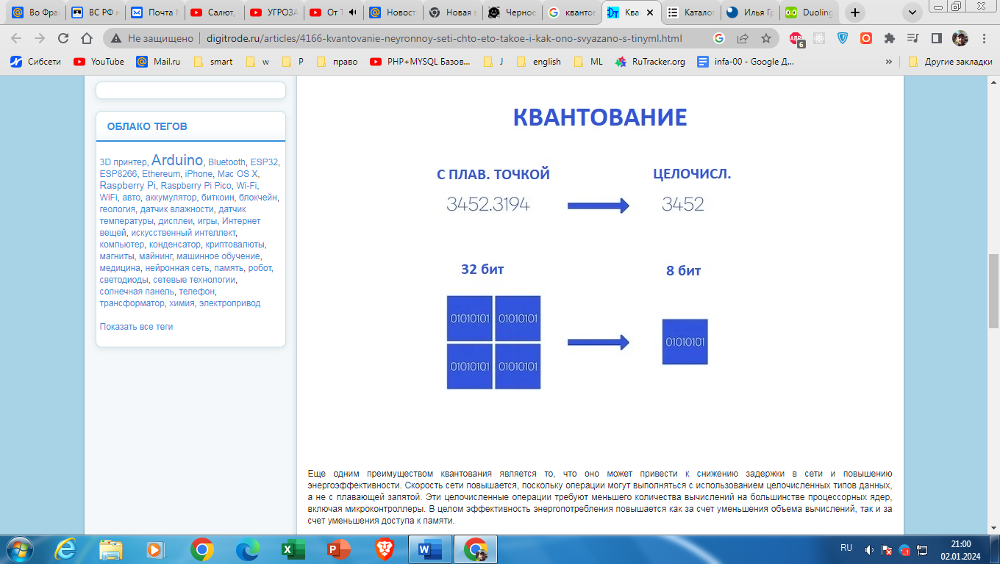 Во Фран
ВС РФ н
Почта М
Салют,
УГРОЗА
От Т
Новост
Новая в
Черное
квантов
Ква
Каталог
Илья Гр
Duoling
Не защищено | digitrode.ru/articles/4166-kvantovanie-neyronnoy-seti-chto-eto-takoe-i-kak-ono-svyazano-s-tinyml.html
ABP
6
Сибсети
YouTube
Mail.ru
smart
w
P
право
PHP+MYSQL Базов...
J
english
ML
RuTracker.org
infa-00 - Google Д...
»
Другие закладки
ОБЛАКО ТЕГОВ
3D принтер, Arduino, Bluetooth, ESP32,
ESP8266, Ethereum, iPhone, Mac OS X,
Raspberry Pi, Raspberry Pi Pico, Wi-Fi,
WiFi, авто, аккумулятор, биткоин, блокчейн,
геология, датчик влажности, датчик
температуры, дисплеи, игры, Интернет
вещей, искусственный интеллект,
компьютер, конденсатор, криптовалюты,
магниты, майнинг, машинное обучение,
медицина, нейронная сеть, память, робот,
светодиоды, сетевые технологии,
солнечная панель, телефон,
трансформатор, химия, электропривод
Показать все теги
КВАНТОВАНИЕ
С ПЛАВ. ТОЧКОЙ
ЦЕЛОЧИСЛ.
3452.3194
3452
32 бит
8 бит
01010101 01010101
01010101
01010101 01010101
Еще одним преимуществом квантования является то, что оно может привести к снижению задержки в сети и повышению
энергоэффективности. Скорость сети повышается, поскольку операции могут выполняться с использованием целочисленных типов данных,
а не с плавающей запятой. Эти целочисленные операции требуют меньшего количества вычислений на большинстве процессорных ядер,
включая микроконтроллеры. В целом эффективность энергопотребления повышается как за счет уменьшения объема вычислений, так и за
счет уменьшения доступа к памяти.
RU
21:00
02.01.2024